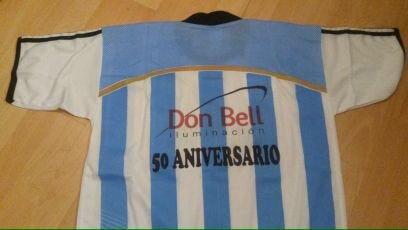 Don Bell
iluminación
50 ANIVERSARIO